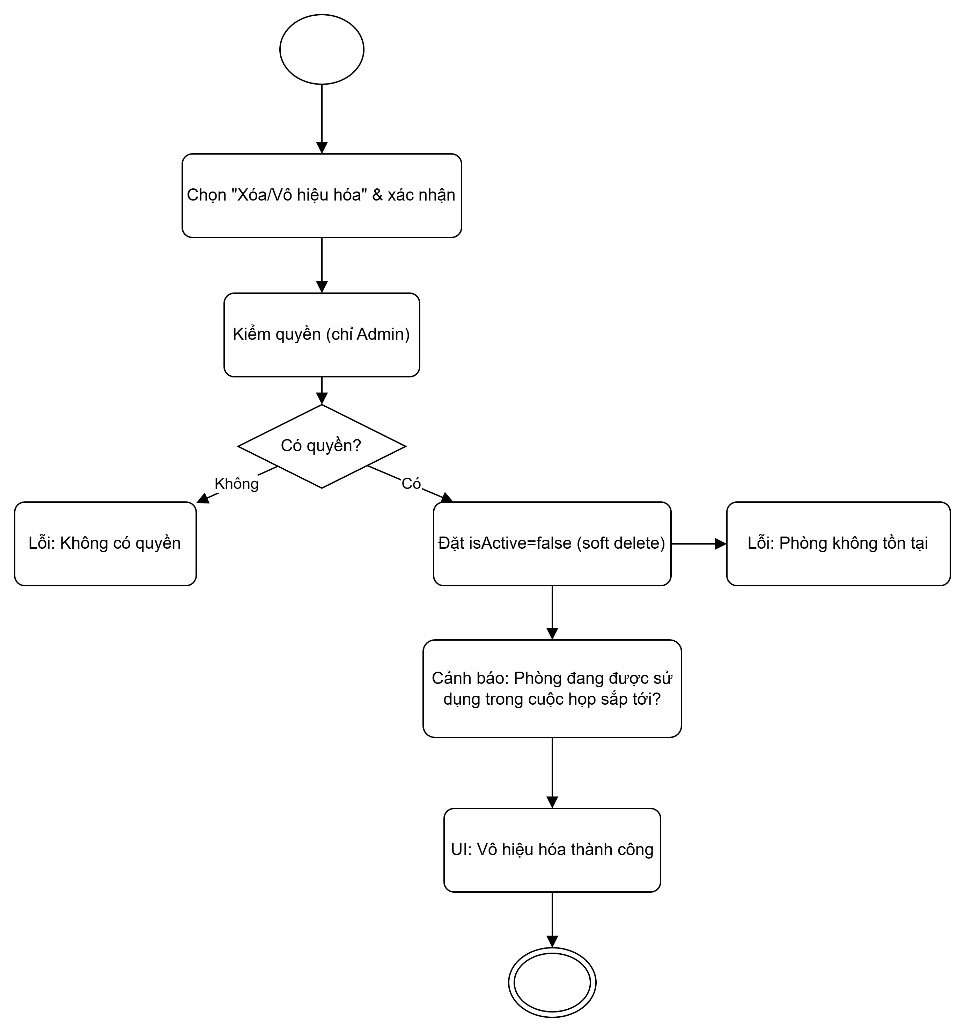 Chọn "Xóa/Vô hiệu hóa" & xác nhận
Kiểm quyền (chỉ Admin)
Có quyền?
Không
Có
Lỗi: Không có quyền
Đặt isActive=false (soft delete)
Lỗi: Phòng không tồn tại
Cảnh báo: Phòng đang được sử
dụng trong cuộc họp sắp tới?
UI: Vô hiệu hóa thành công